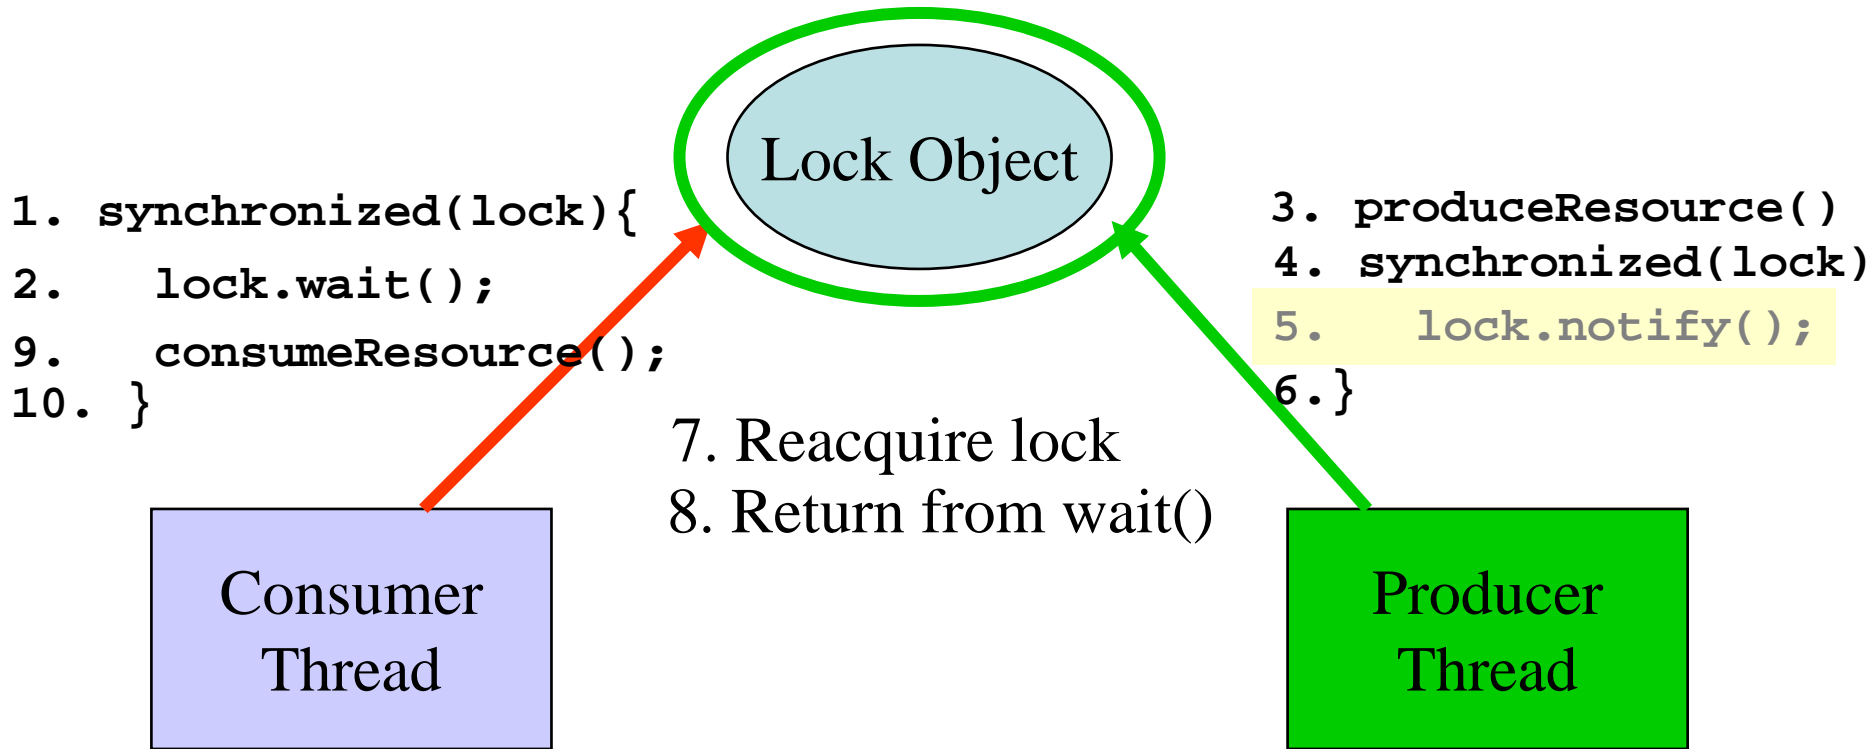 Lock Object
1. synchronized(lock){
2. lock.wait();
9. consumeResource();
10. }
3. produceResource()
4. synchronized(lock)
5. lock.notify();
6.}
7. Reacquire lock
8. Return from wait()
Consumer
Thread
Producer
Thread